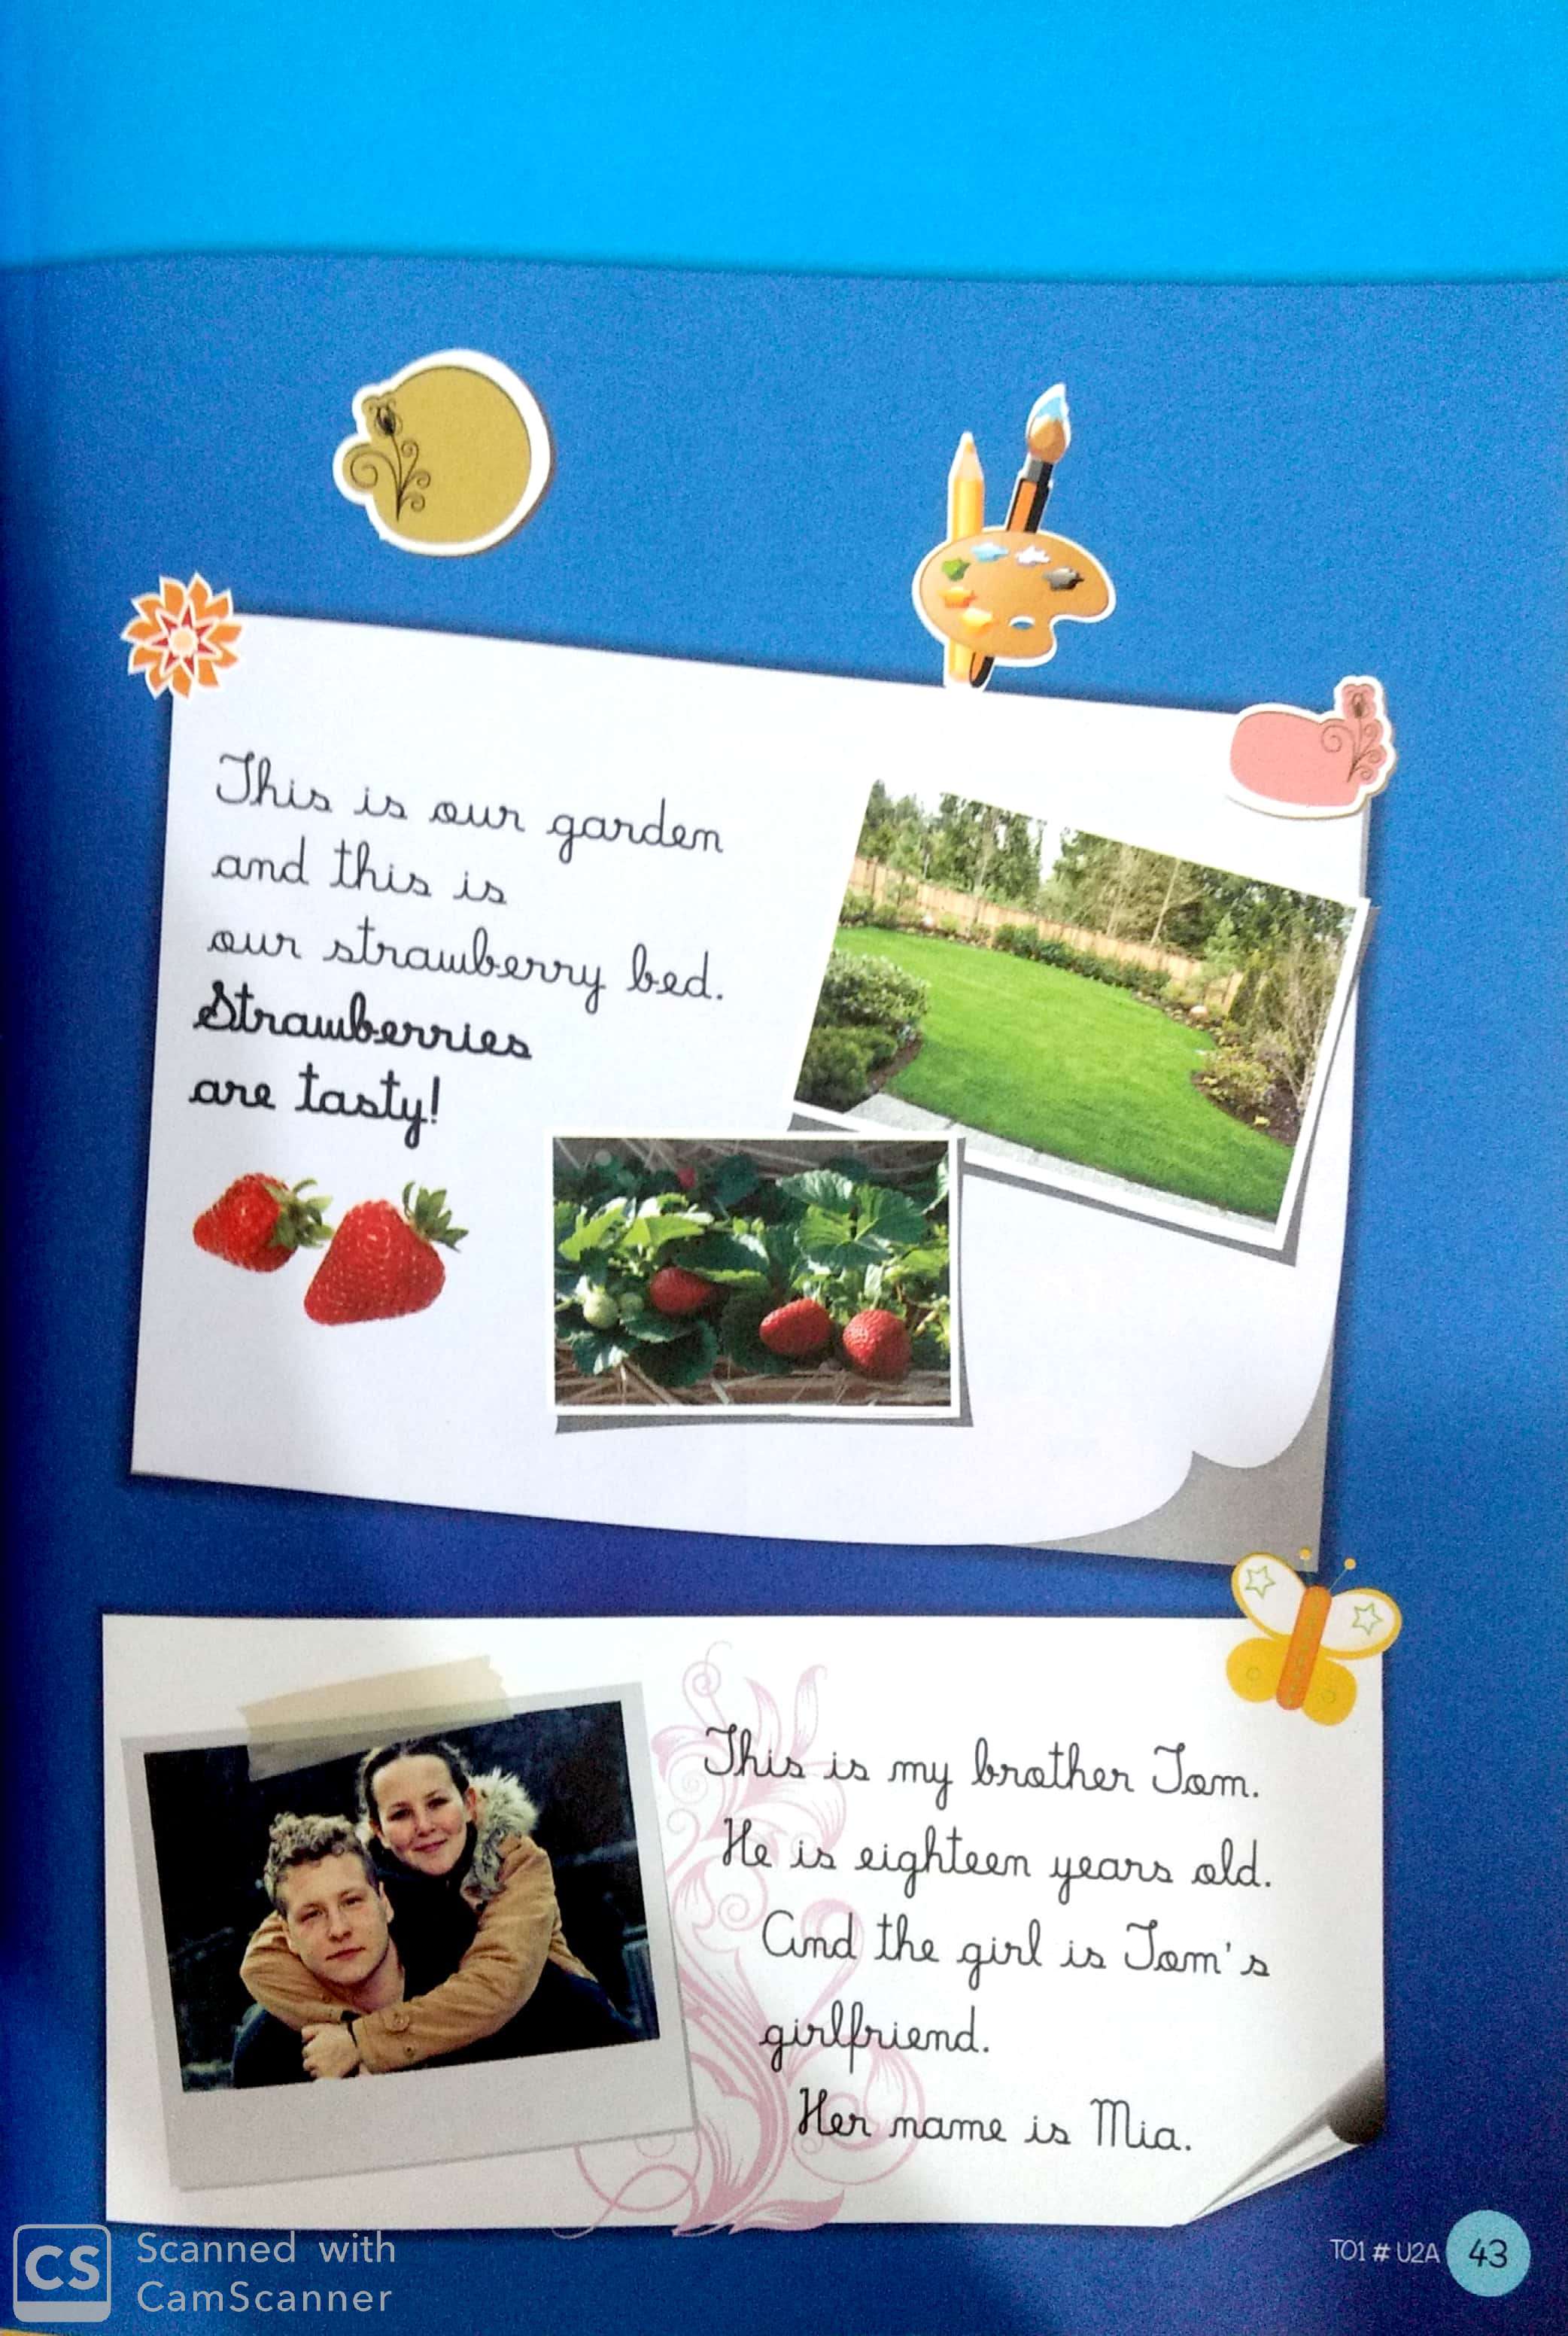 This is our garden
and this is
our strawberry bed.
Strawberries
are tasty!
This is my brother Tom.
He is eighteen years old.
And the girl is Tom's
girlfriend.
Her name is Mia.
TO1 # U2A 43
CS Scanned with
CamScanner